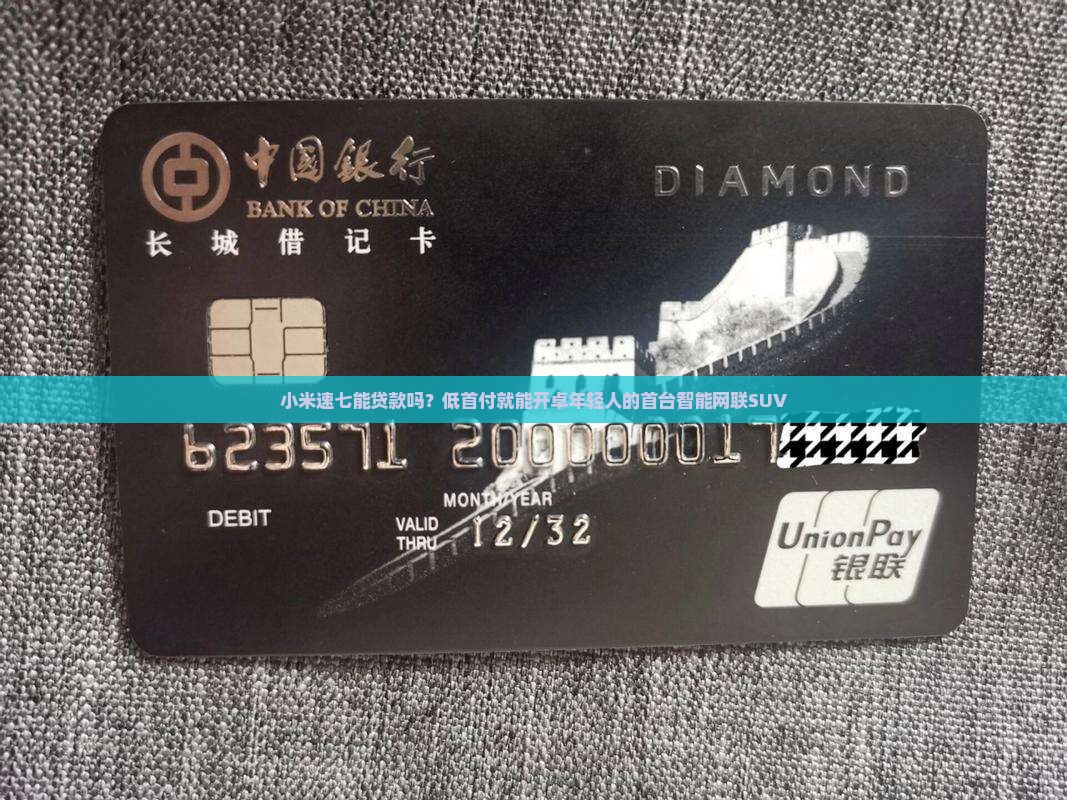 中国銀行
BANK OF CHINA
长城借记卡
DIAMOND
小米速七能贷款吗？低首付就能开卓年轻人的首台智能网联SUV
623571 200000017
MONTH/YEAR
DEBIT
VALID THRU 12/32
UnionPay
银联